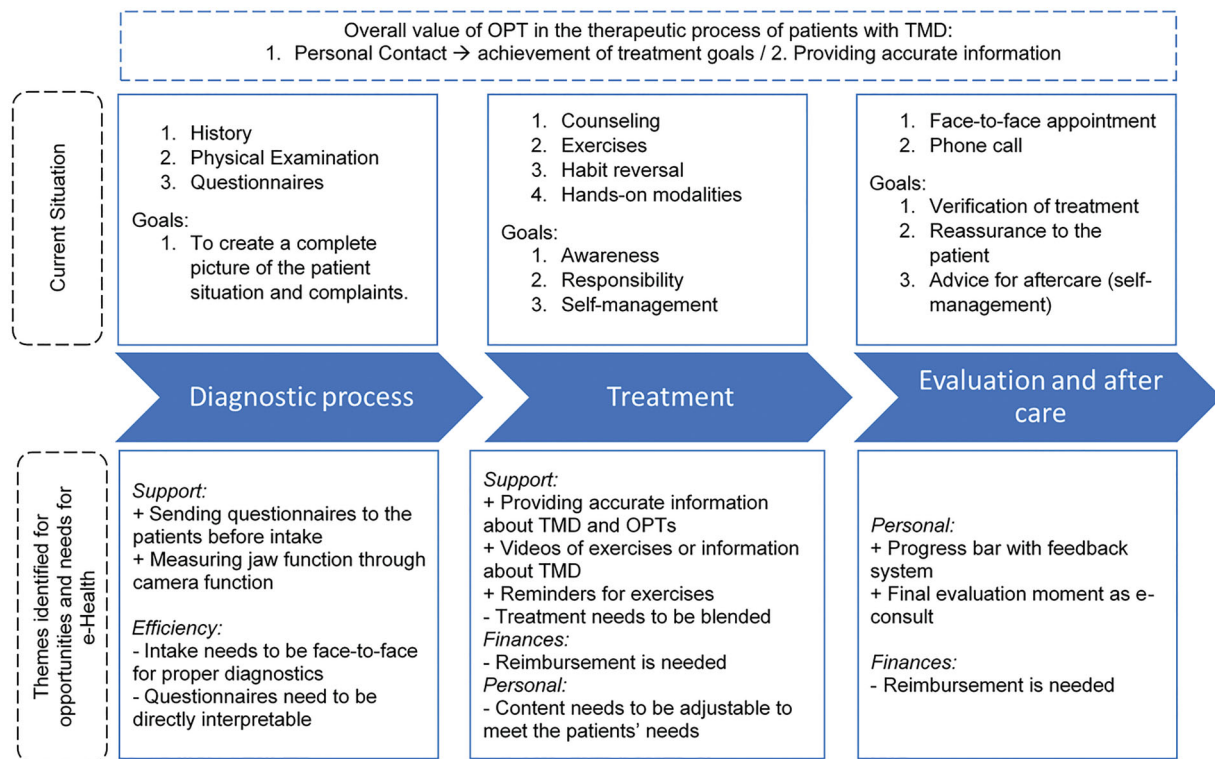 Overall value of OPT in the therapeutic process of patients with TMD:
1. Personal Contact → achievement of treatment goals / 2. Providing accurate information
Current Situation
1. History
2. Physical Examination
3. Questionnaires
Goals:
1. To create a complete
picture of the patient
situation and complaints.
1. Counseling
2. Exercises
3. Habit reversal
4. Hands-on modalities
Goals:
1. Awareness
2. Responsibility
3. Self-management
1. Face-to-face appointment
2. Phone call
Goals:
1. Verification of treatment
2. Reassurance to the
patient
3. Advice for aftercare (self-
management)
Diagnostic process
Treatment
Evaluation and after
care
Themes identified for
opportunities and needs for
e-Health
Support:
+ Sending questionnaires to the
patients before intake
+ Measuring jaw function through
camera function
Efficiency:
- Intake needs to be face-to-face
for proper diagnostics
- Questionnaires need to be
directly interpretable
Support:
+ Providing accurate information
about TMD and OPTs
+ Videos of exercises or information
about TMD
+ Reminders for exercises
- Treatment needs to be blended
Finances:
- Reimbursement is needed
Personal:
- Content needs to be adjustable to
meet the patients' needs
Personal:
+ Progress bar with feedback
system
+ Final evaluation moment as e-
consult
Finances:
- Reimbursement is needed